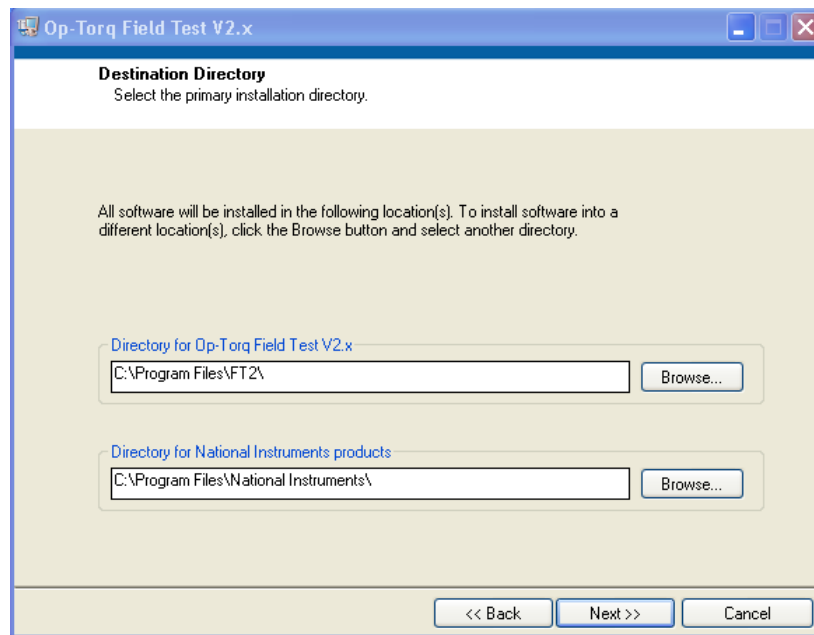 Op-Torq Field Test V2.x
Destination Directory
Select the primary installation directory.
All software will be installed in the following location(s). To install software into a
different location(s), click the Browse button and select another directory.
Directory for Op-Torq Field Test V2.x
C:\Program Files\FT2\
Browse...
Directory for National Instruments products
C:\Program Files\National Instruments\
Browse...
<< Back
Next >>
Cancel